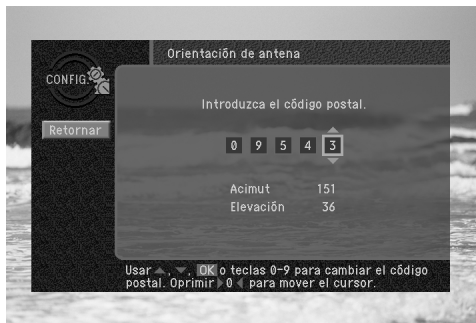 Orientación de antena
CONFIG.
Retornar
Introduzca el código postal.
0 9 5 4 3
Acimut 151
Elevación 36
Usar ▲, ▼, OK o teclas 0-9 para cambiar el código
postal. Oprimir ▶ 0 ◀ para mover el cursor.